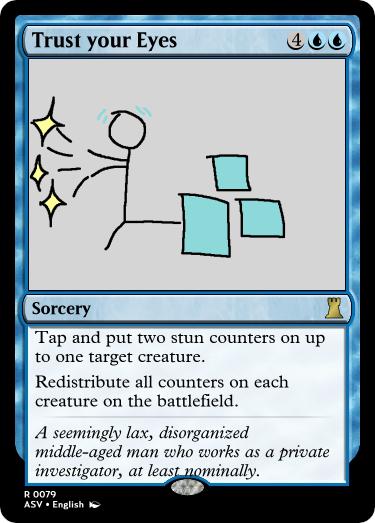 Trust your Eyes 4
Sorcery
Tap and put two stun counters on up
to one target creature.
Redistribute all counters on each
creature on the battlefield.
A seemingly lax, disorganized
middle-aged man who works as a private
investigator, at least nominally.
R 0079
ASV • English